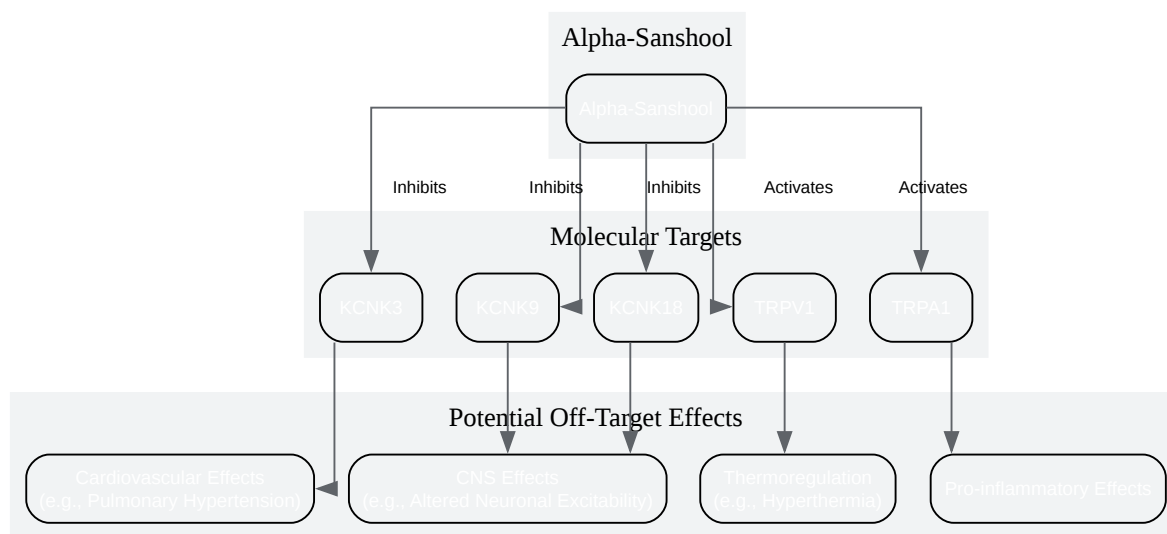 Alpha-Sanshool
Alpha-Sanshool
Inhibits
Inhibits
Inhibits
Activates
Activates
Molecular Targets
KCNK3
KCNK9
KCNK18
TRPV1
TRPA1
Potential Off-Target Effects
Cardiovascular Effects
(e.g., Pulmonary Hypertension)
CNS Effects
(e.g., Altered Neuronal Excitability)
Thermoregulation
(e.g., Hyperthermia)
Pro-inflammatory Effects